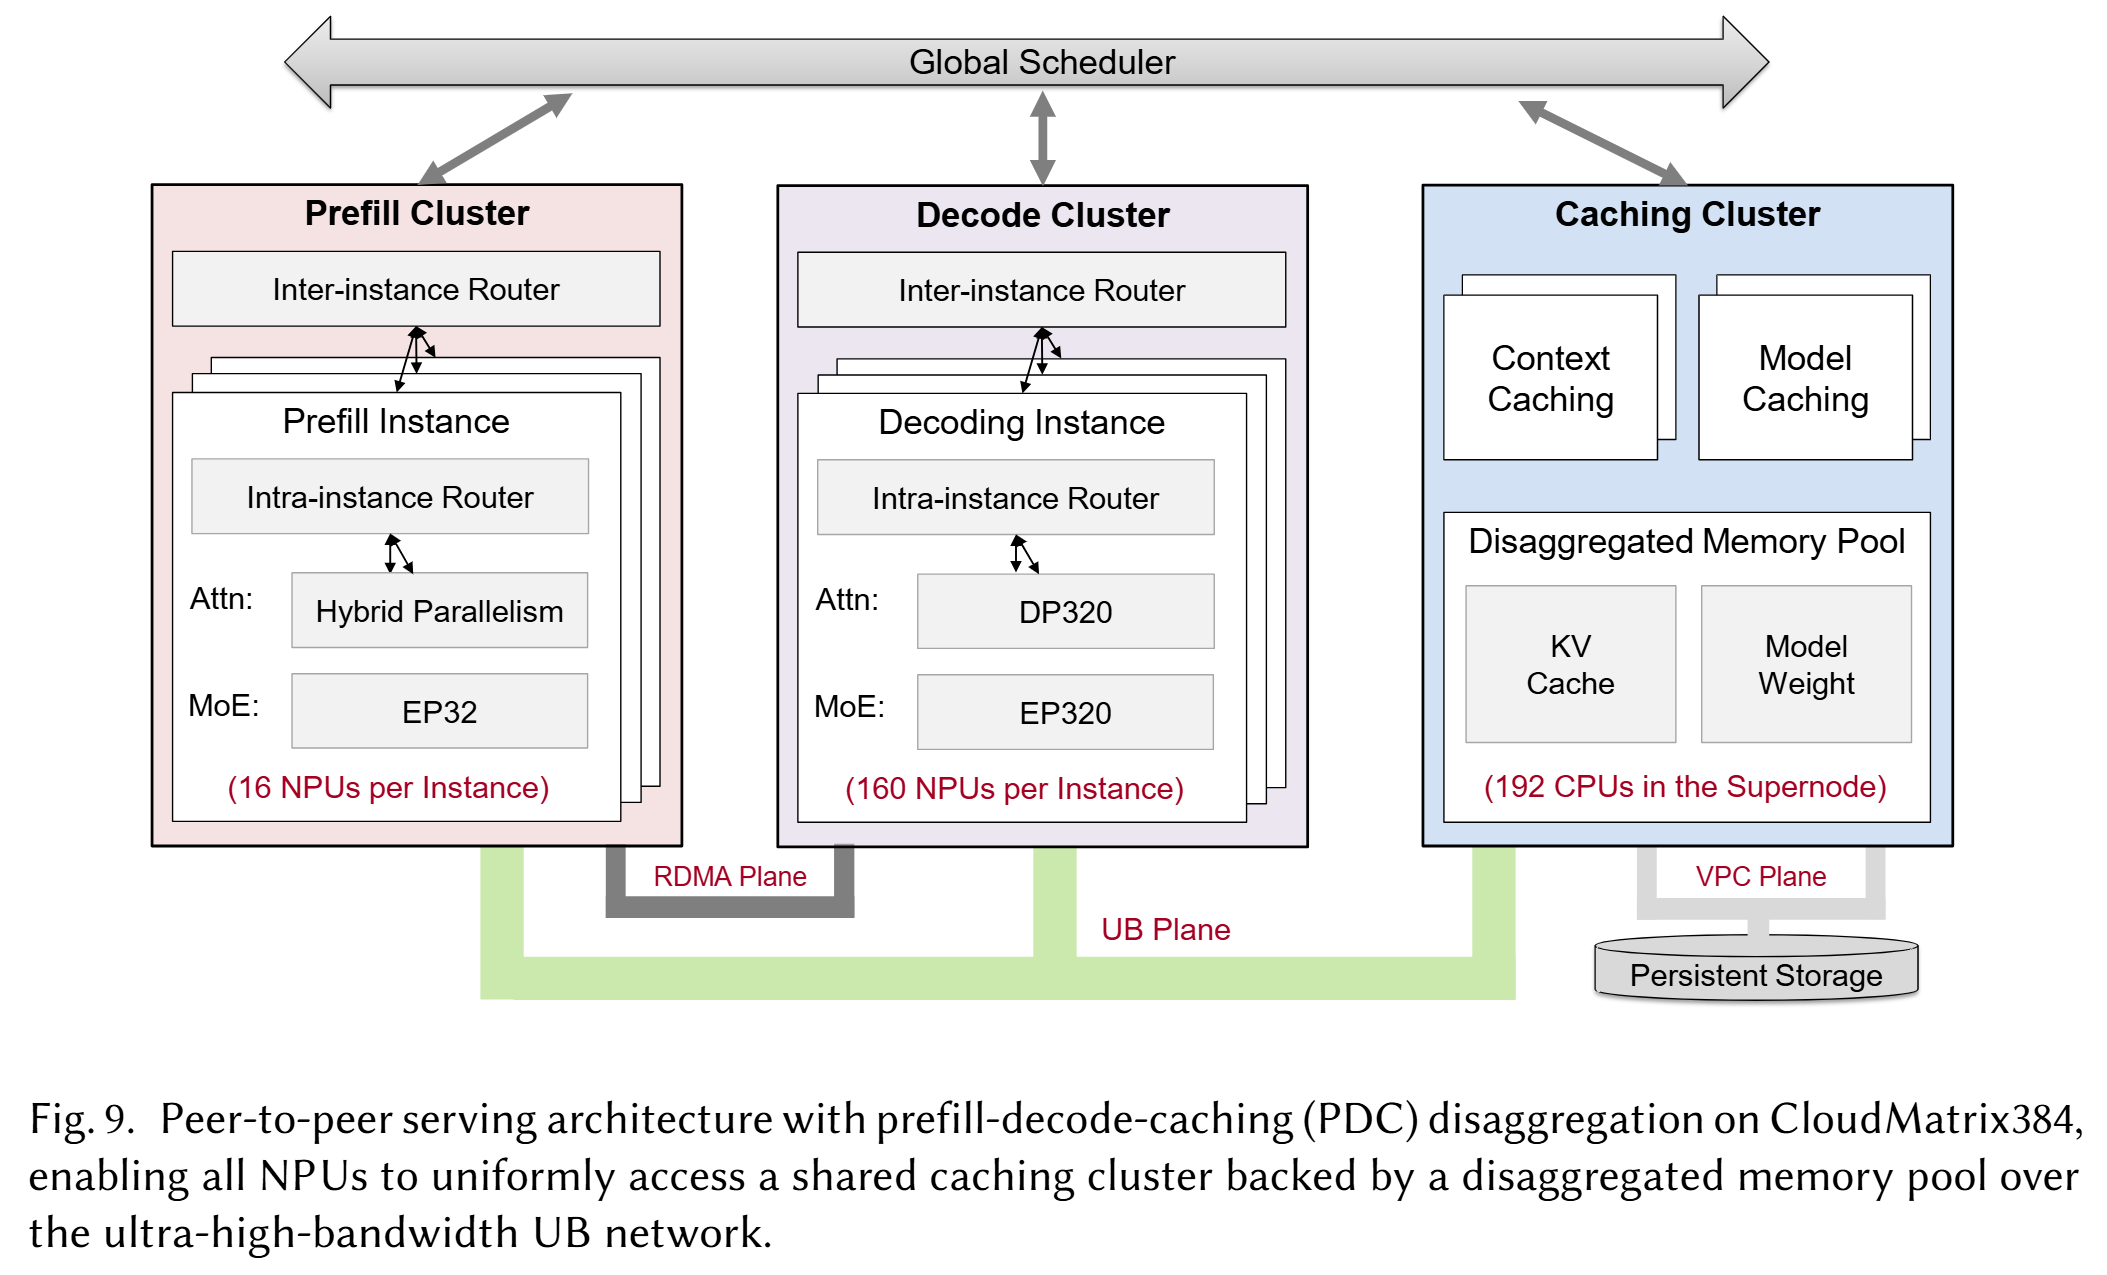 Global Scheduler
Prefill Cluster
Inter-instance Router
Prefill Instance
Intra-instance Router
Attn:
Hybrid Parallelism
MoE:
EP32
(16 NPUs per Instance)
Decode Cluster
Inter-instance Router
Decoding Instance
Intra-instance Router
Attn:
DP320
MoE:
EP320
(160 NPUs per Instance)
Caching Cluster
Context
Caching
Model
Caching
Disaggregated Memory Pool
KV
Cache
Model
Weight
(192 CPUs in the Supernode)
RDMA Plane
UB Plane
VPC Plane
Persistent Storage
Fig. 9. Peer-to-peer serving architecture with prefill-decode-caching (PDC) disaggregation on CloudMatrix384,
enabling all NPUs to uniformly access a shared caching cluster backed by a disaggregated memory pool over
the ultra-high-bandwidth UB network.